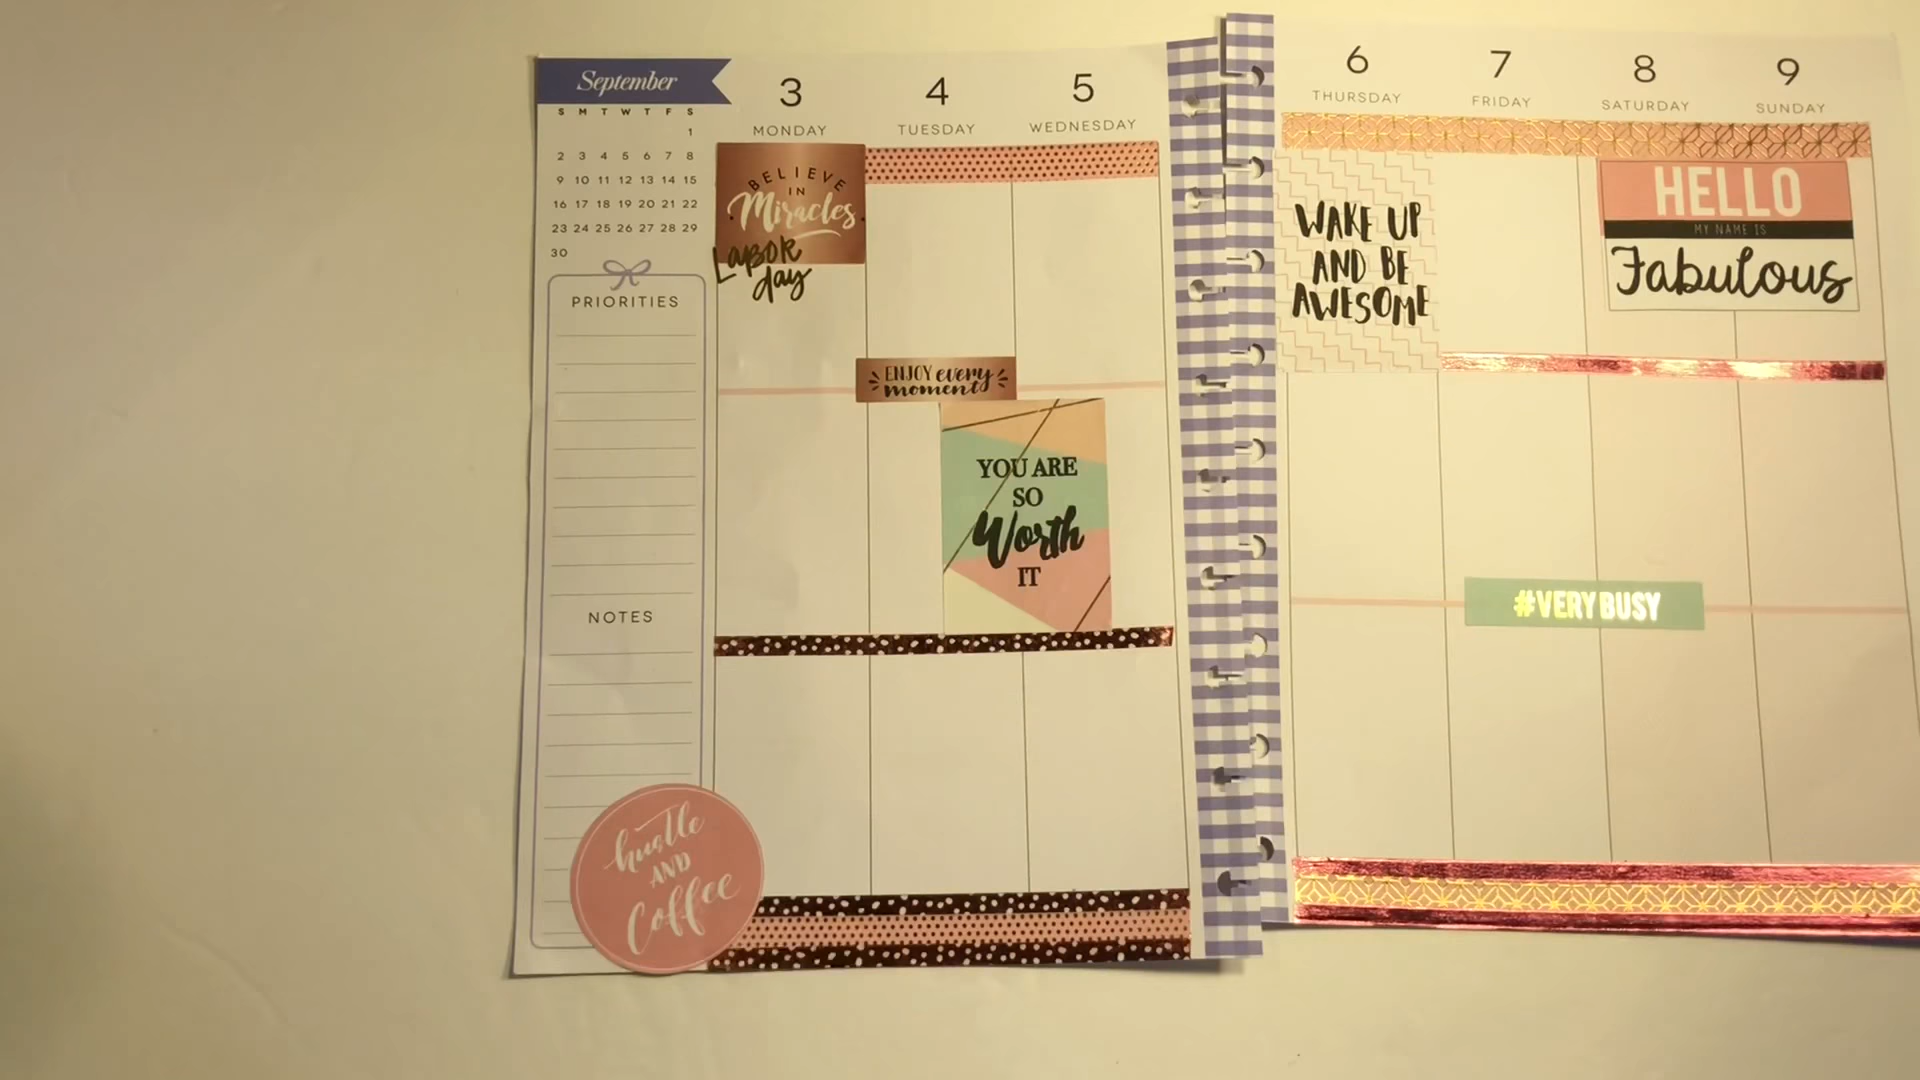 September
S M T W T F S
1
2 3 4 5 6 7 8
9 10 11 12 13 14 15
16 17 18 19 20 21 22
23 24 25 26 27 28 29
30
PRIORITIES
NOTES
hustle
AND
Coffee
3
MONDAY
BELIEVE
IN
Miracles
LABOR
day
4
TUESDAY
5
WEDNESDAY
ENJOY every
moment
YOU ARE
SO
Worth
IT
6
THURSDAY
WAKE UP
AND BE
AWESOME
7
FRIDAY
8
SATURDAY
9
SUNDAY
HELLO
MY NAME IS
Fabulous
#VERY BUSY